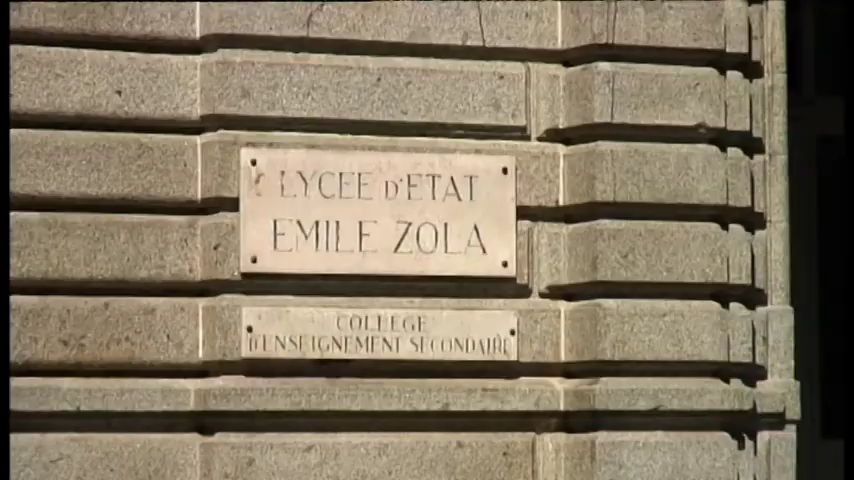 LYCEE D'ETAT
EMILE ZOLA
COLLEGE
D'ENSEIGNEMENT SECONDAIRE